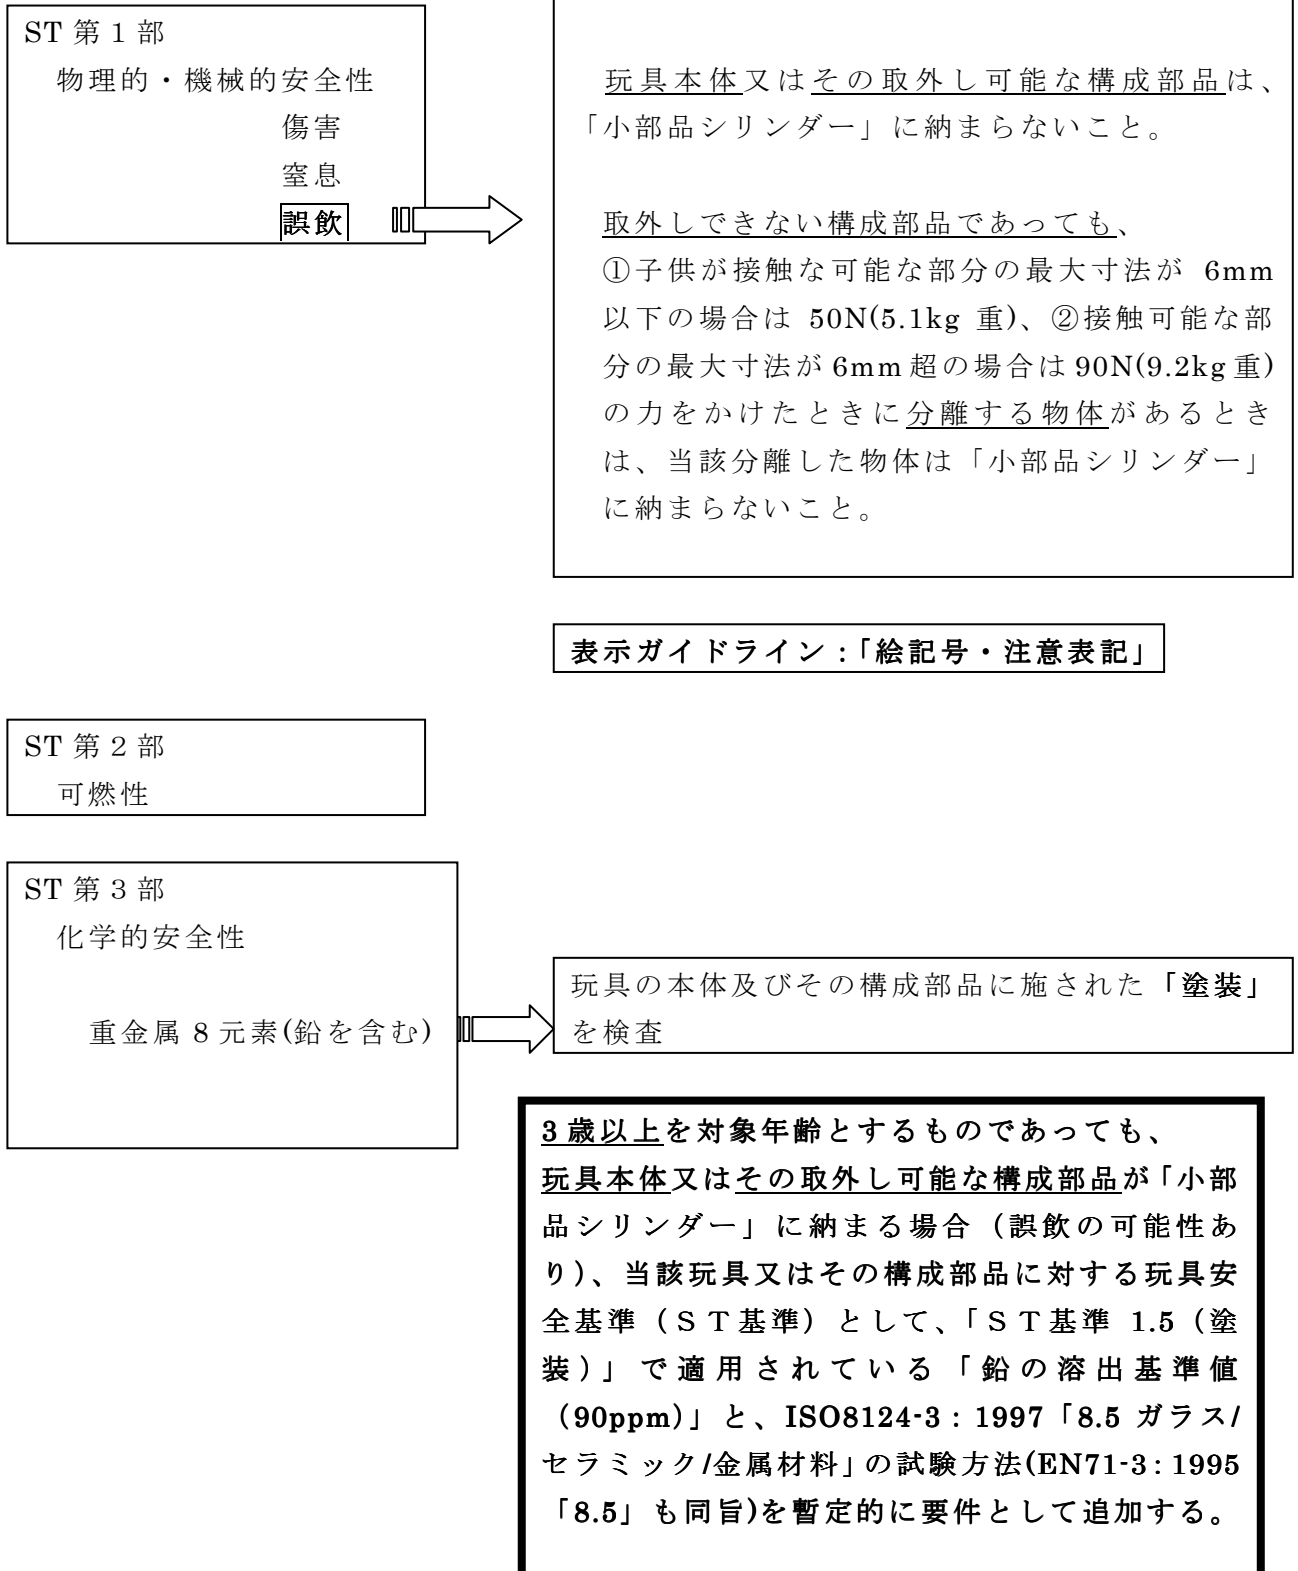 ST 第１部
物理的・機械的安全性
傷害
窒息
誤飲
玩具本体又はその取外し可能な構成部品は、
「小部品シリンダー」に納まらないこと。
取外しできない構成部品であっても、
①子供が接触な可能な部分の最大寸法が 6mm
以下の場合は 50N(5.1kg 重)、②接触可能な部
分の最大寸法が 6mm 超の場合は 90N(9.2kg 重)
の力をかけたときに分離する物体があるとき
は、当該分離した物体は「小部品シリンダー」
に納まらないこと。
表示ガイドライン：「絵記号・注意表記」
ST 第２部
可燃性
ST 第３部
化学的安全性
重金属 8 元素(鉛を含む)
玩具の本体及びその構成部品に施された「塗装」
を検査
3 歳以上を対象年齢とするものであっても、
玩具本体又はその取外し可能な構成部品が「小部
品シリンダー」に納まる場合（誤飲の可能性あ
り）、当該玩具又はその構成部品に対する玩具安
全基準（ＳＴ基準）として、「ＳＴ基準 1.5（塗
装）」で適用されている「鉛の溶出基準値
（90ppm）」と、ISO8124-3：1997「8.5 ガラス/
セラミック/金属材料」の試験方法(EN71-3：1995
「8.5」も同旨)を暫定的に要件として追加する。